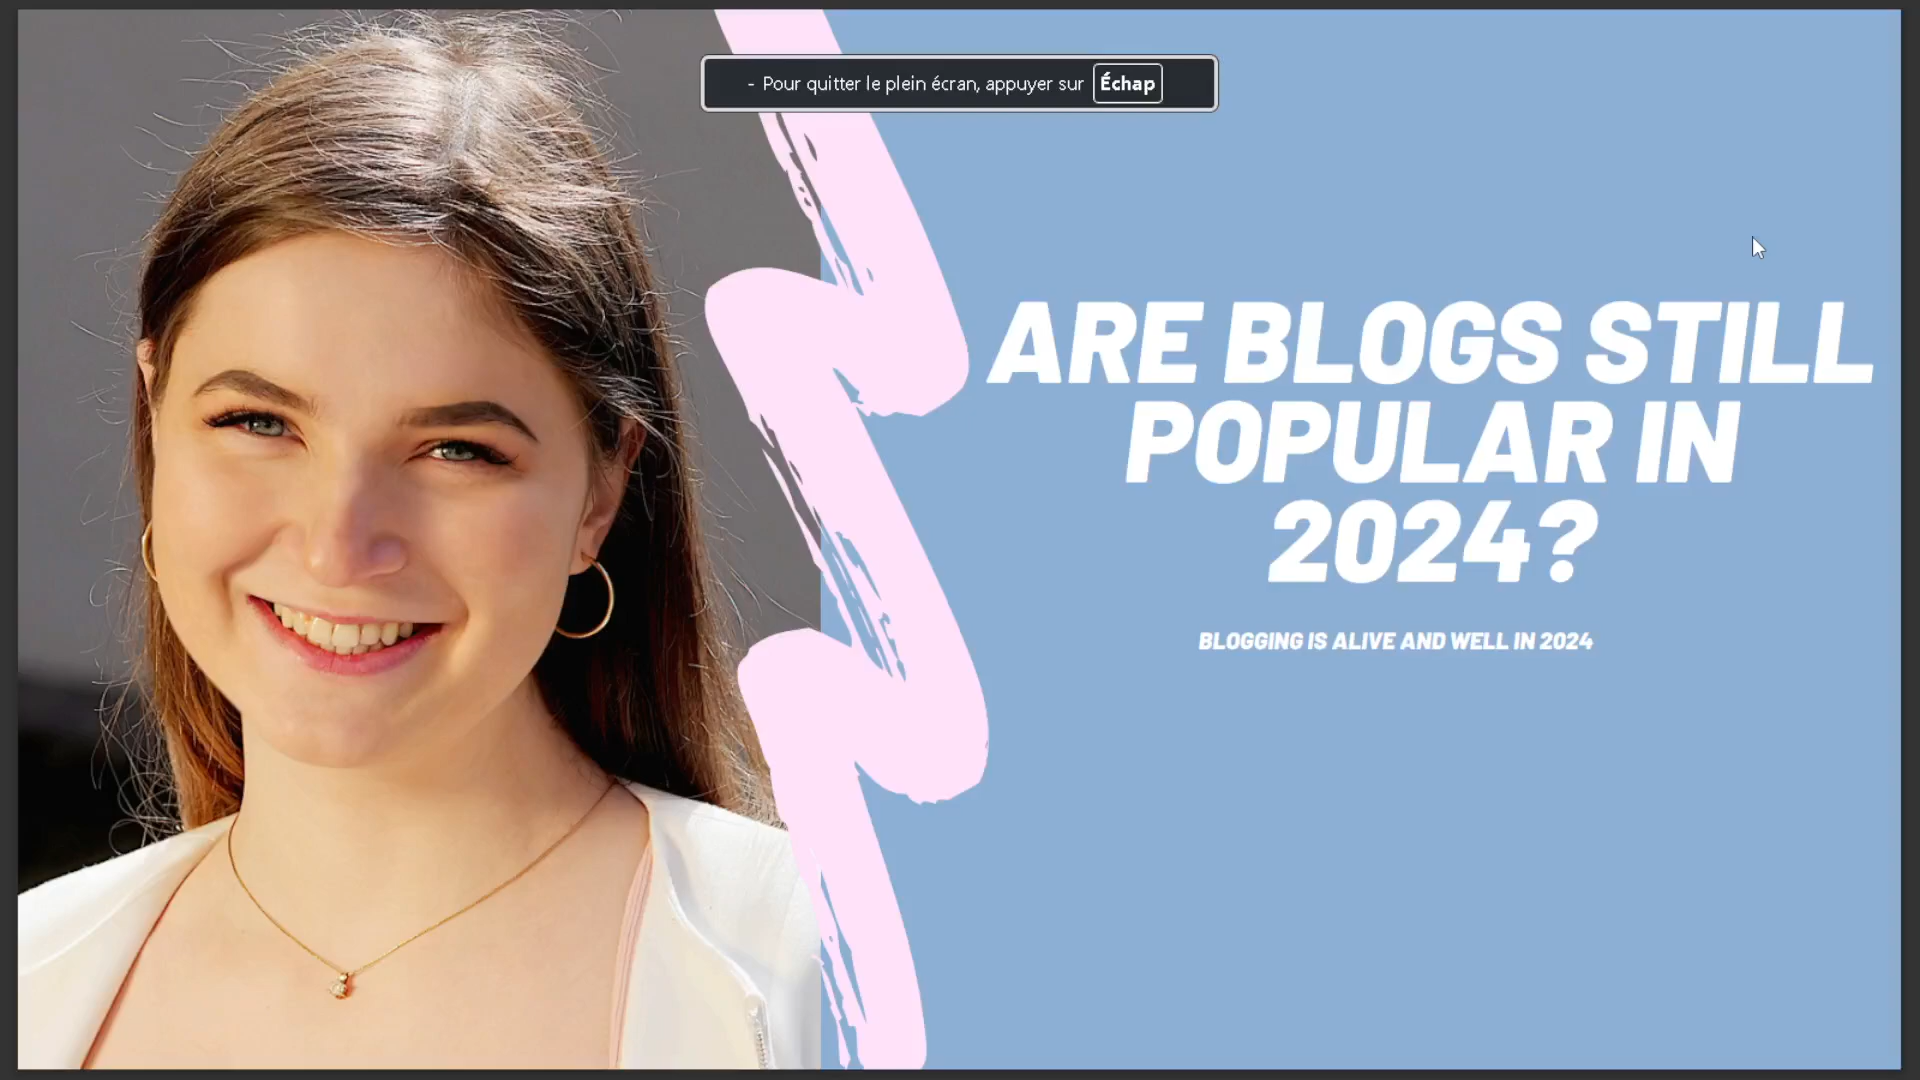 - Pour quitter le plein écran, appuyer sur Échap
ARE BLOGS STILL
POPULAR IN
2024?
BLOGGING IS ALIVE AND WELL IN 2024